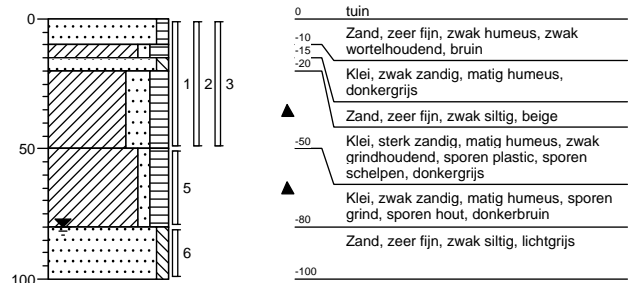 0
50
100
1
2
3
5
6
0
tuin
-10
Zand, zeer fijn, zwak humeus, zwak
wortelhoudend, bruin
-15
Klei, zwak zandig, matig humeus,
donkergrijs
-20
Zand, zeer fijn, zwak siltig, beige
Klei, sterk zandig, matig humeus, zwak
grindhoudend, sporen plastic, sporen
schelpen, donkergrijs
-50
Klei, zwak zandig, matig humeus, sporen
grind, sporen hout, donkerbruin
-80
Zand, zeer fijn, zwak siltig, lichtgrijs
-100